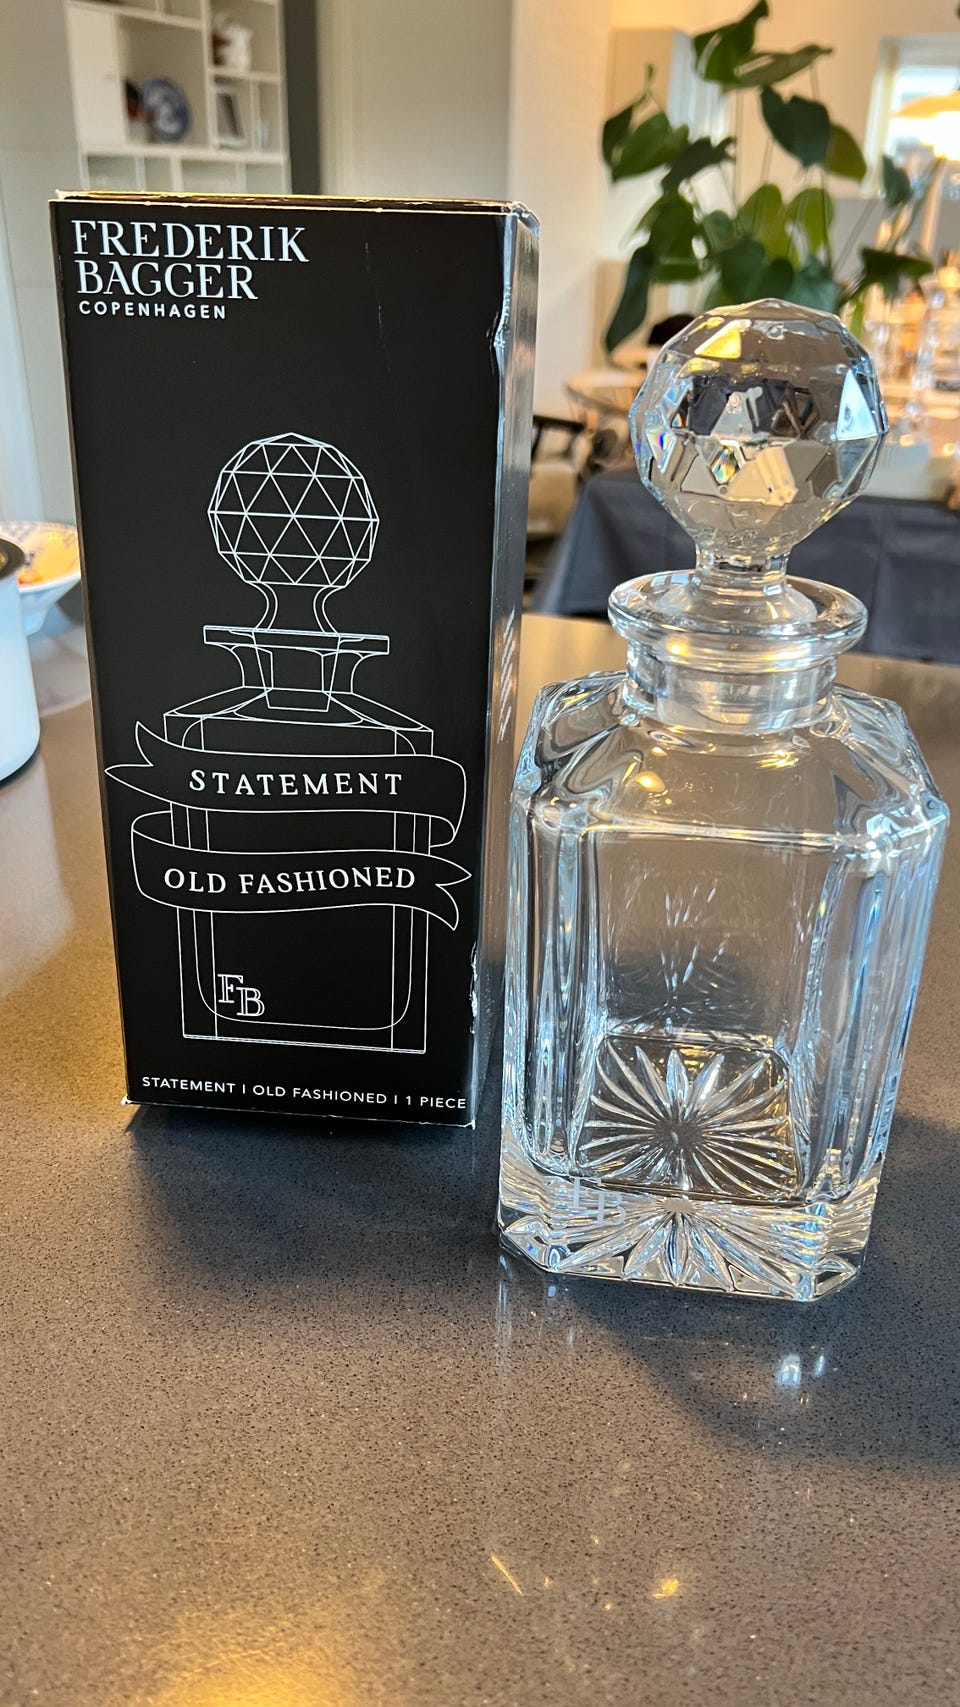 FREDERIK
BAGGER
COPENHAGEN
STATEMENT
OLD FASHIONED
FB
STATEMENT | OLD FASHIONED | 1 PIECE
FB